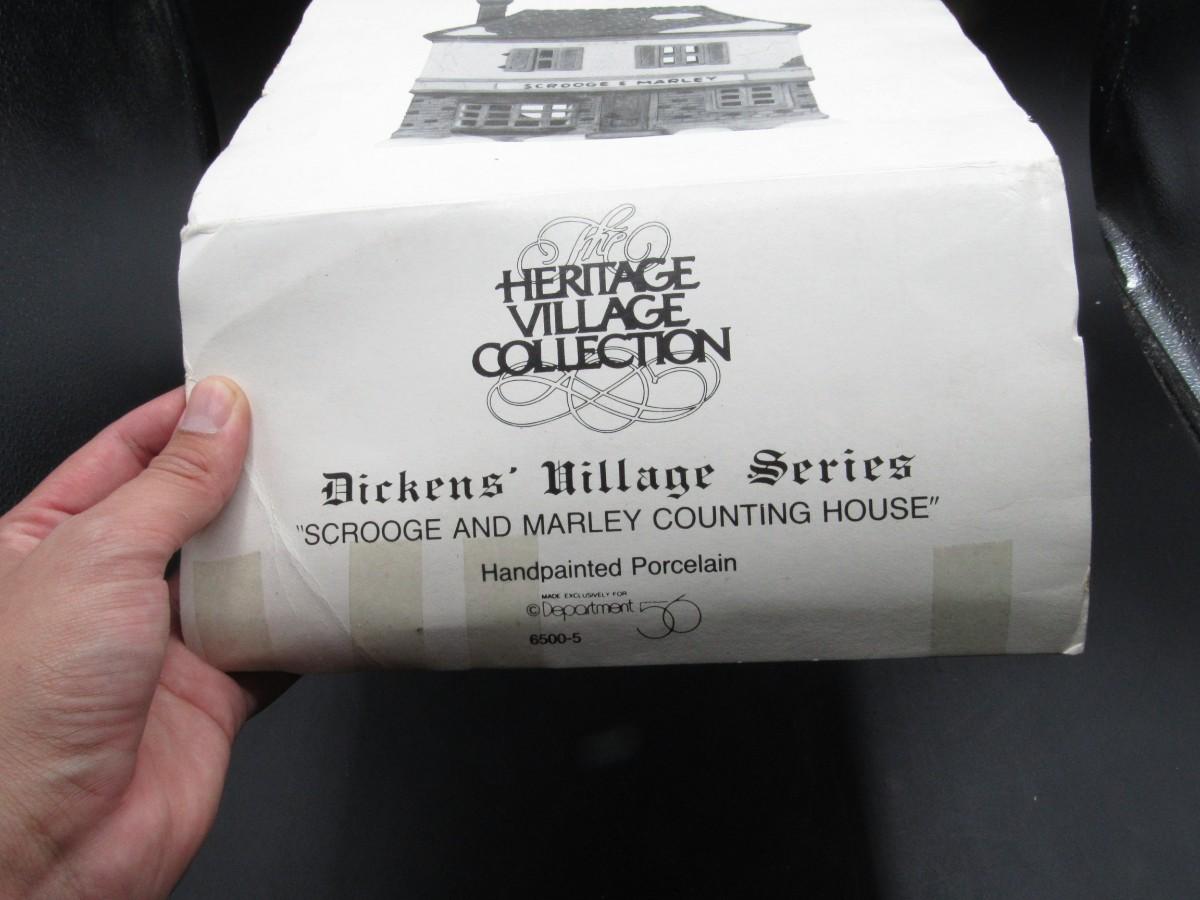 SCROOGE & MARLEY
The
HERITAGE
VILLAGE
COLLECTION
Dickens' Village Series
"SCROOGE AND MARLEY COUNTING HOUSE"
Handpainted Porcelain
MADE EXCLUSIVELY FOR
© Department 56
6500-5